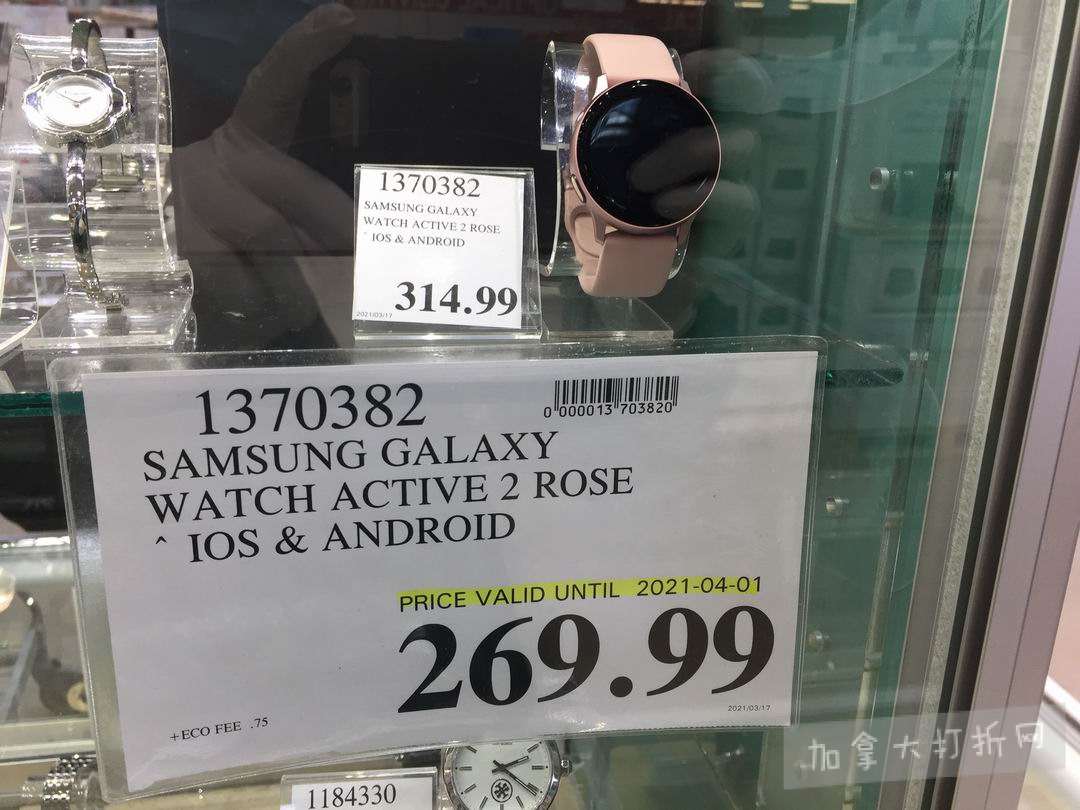 1370382
SAMSUNG GALAXY
WATCH ACTIVE 2 ROSE
^ IOS & ANDROID
314.99
2021/03/17
1370382
0 000013 703820
SAMSUNG GALAXY
WATCH ACTIVE 2 ROSE
^ IOS & ANDROID
PRICE VALID UNTIL 2021-04-01
269.99
+ECO FEE .75
2021/03/17
加拿大打折网
1184330